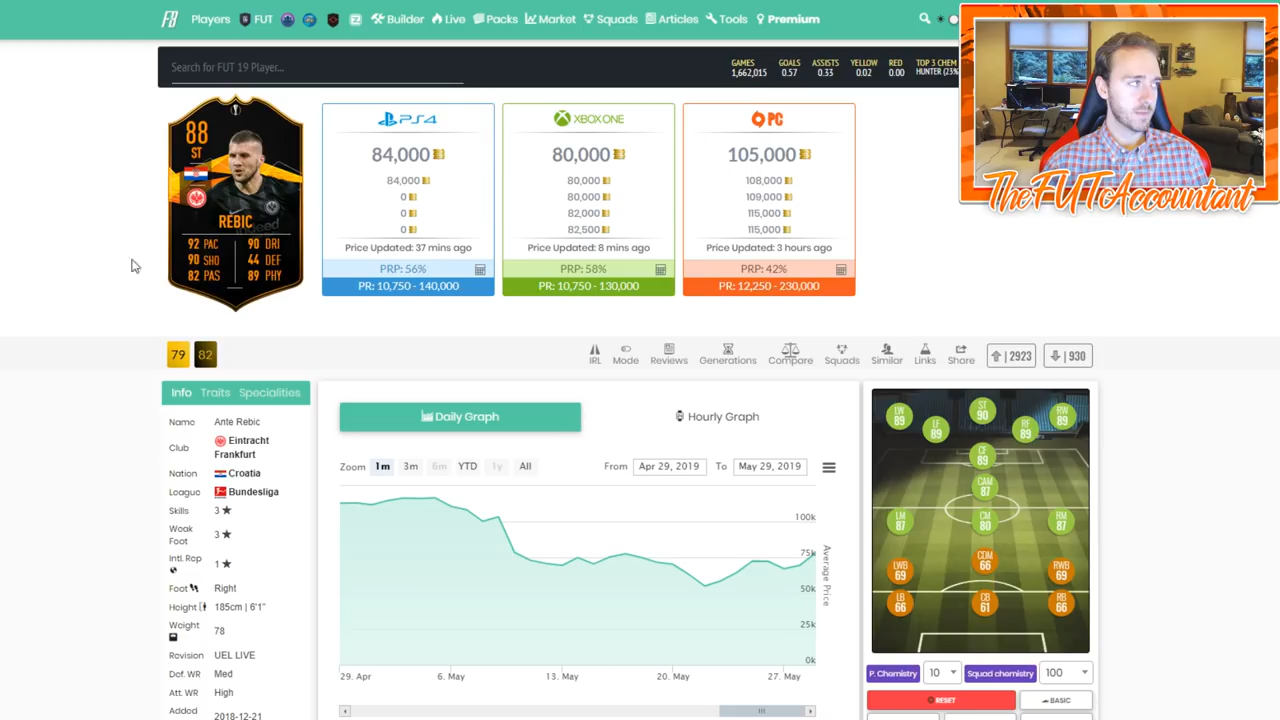 F8 Players FUT Builder Live Packs Market Squads Articles Tools Premium
Search for FUT 19 Player...
GAMES GOALS ASSISTS YELLOW RED TOP 3 CHEM
1,662,015 0.57 0.33 0.02 0.00 HUNTER (23%
TheFUTAccountant
88
ST
REBIC
92 PAC 90 DRI
90 SHO 44 DEF
82 PAS 89 PHY
PS4
84,000
84,000
0
0
0
Price Updated: 37 mins ago
PRP: 56%
PR: 10,750 - 140,000
XBOX ONE
80,000
80,000
80,000
82,000
82,500
Price Updated: 8 mins ago
PRP: 58%
PR: 10,750 - 130,000
PC
105,000
108,000
109,000
115,000
115,000
Price Updated: 3 hours ago
PRP: 42%
PR: 12,250 - 230,000
79 82
IRL Mode Reviews Generations Compare Squads Similar Links Share | 2923 | 930
Info Traits Specialities
Name Ante Rebic
Club Eintracht Frankfurt
Nation Croatia
League Bundesliga
Skills 3
Weak Foot 3
Intl. Rep 1
Foot Right
Height 185cm | 6'1"
Weight 78
Revision UEL LIVE
Def. WR Med
Att. WR High
Added 2018-12-21
Daily Graph Hourly Graph
Zoom 1m 3m 6m YTD 1y All From Apr 29, 2019 To May 29, 2019
100k
75k
50k
25k
0k
Average Price
29. Apr 6. May 13. May 20. May 27. May
ST 90
LW 89 RW 89
LF 89 RF 89
CF 89
CAM 87
LM 87 CM 80 RM 87
CDM 66
LWB 69 RWB 69
LB 66 CB 61 RB 66
P. Chemistry 10 Squad chemistry 100
RESET BASIC